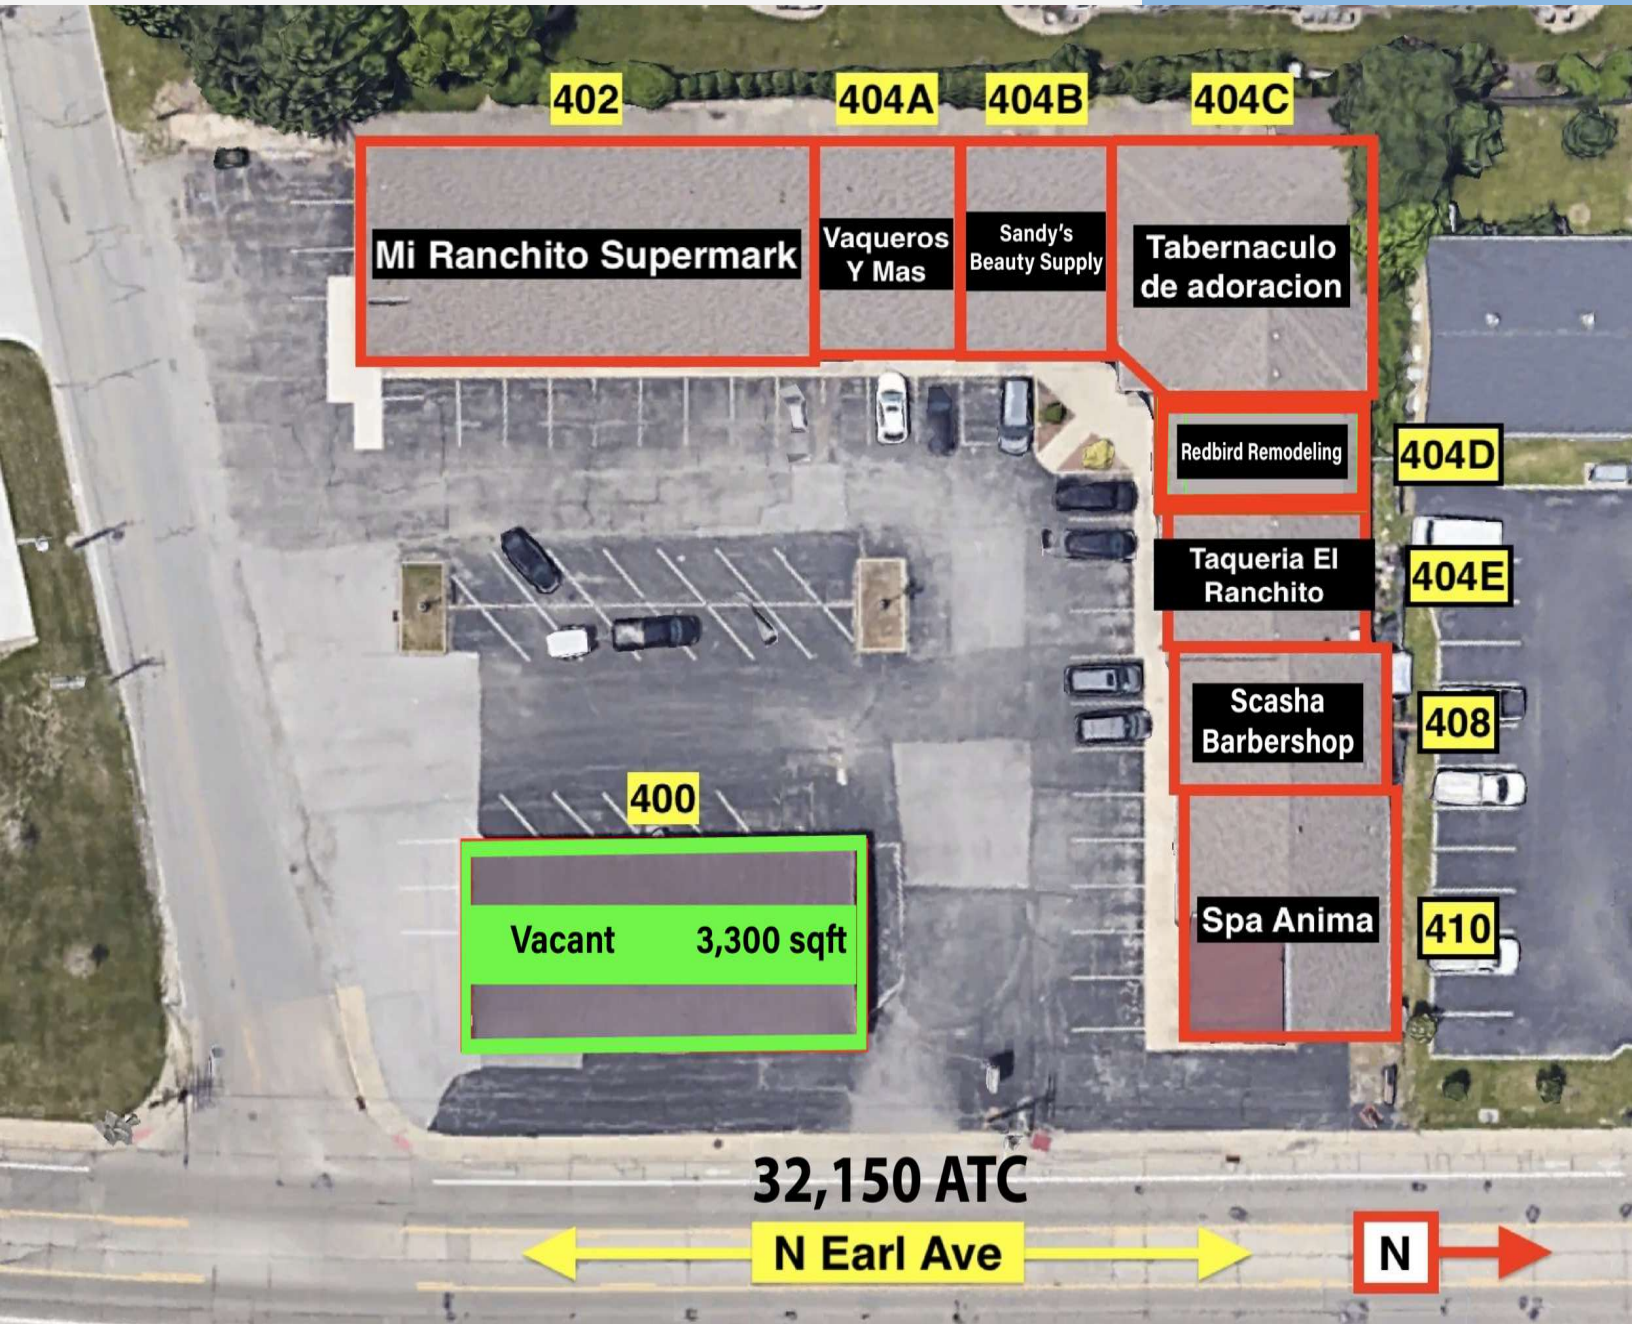 402
404A
404B
404C
Mi Ranchito Supermark
Vaqueros
Y Mas
Sandy's
Beauty Supply
Tabernaculo
de adoracion
Redbird Remodeling
404D
Taqueria El
Ranchito
404E
Scasha
Barbershop
408
400
Vacant 3,300 sqft
Spa Anima
410
32,150 ATC
N Earl Ave
N